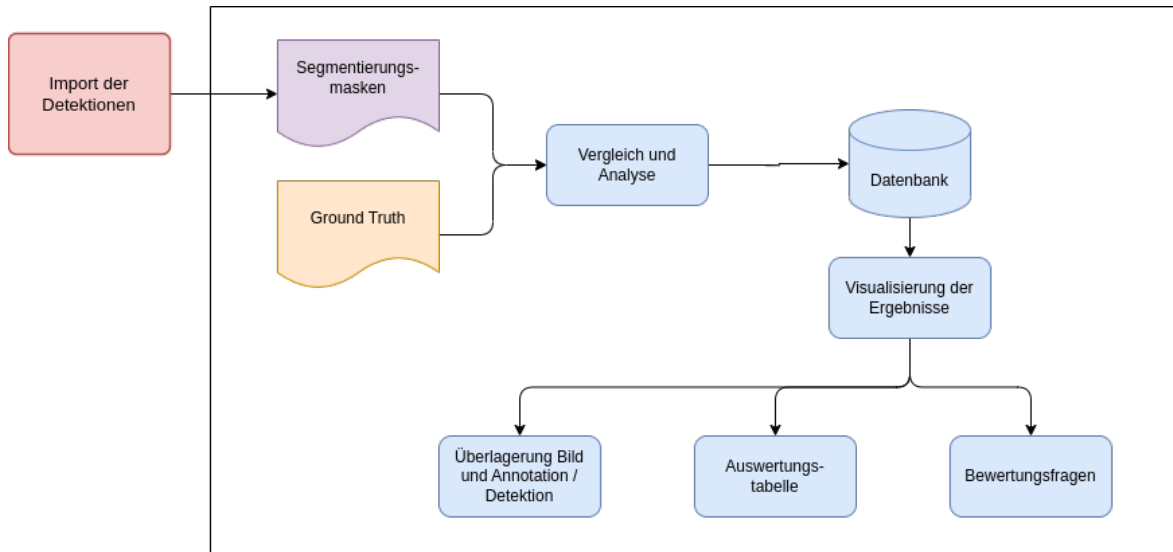 Import der
Detektionen
Segmentierungs-
masken
Ground Truth
Vergleich und
Analyse
Datenbank
Visualisierung der
Ergebnisse
Überlagerung Bild
und Annotation /
Detektion
Auswertungs-
tabelle
Bewertungsfragen